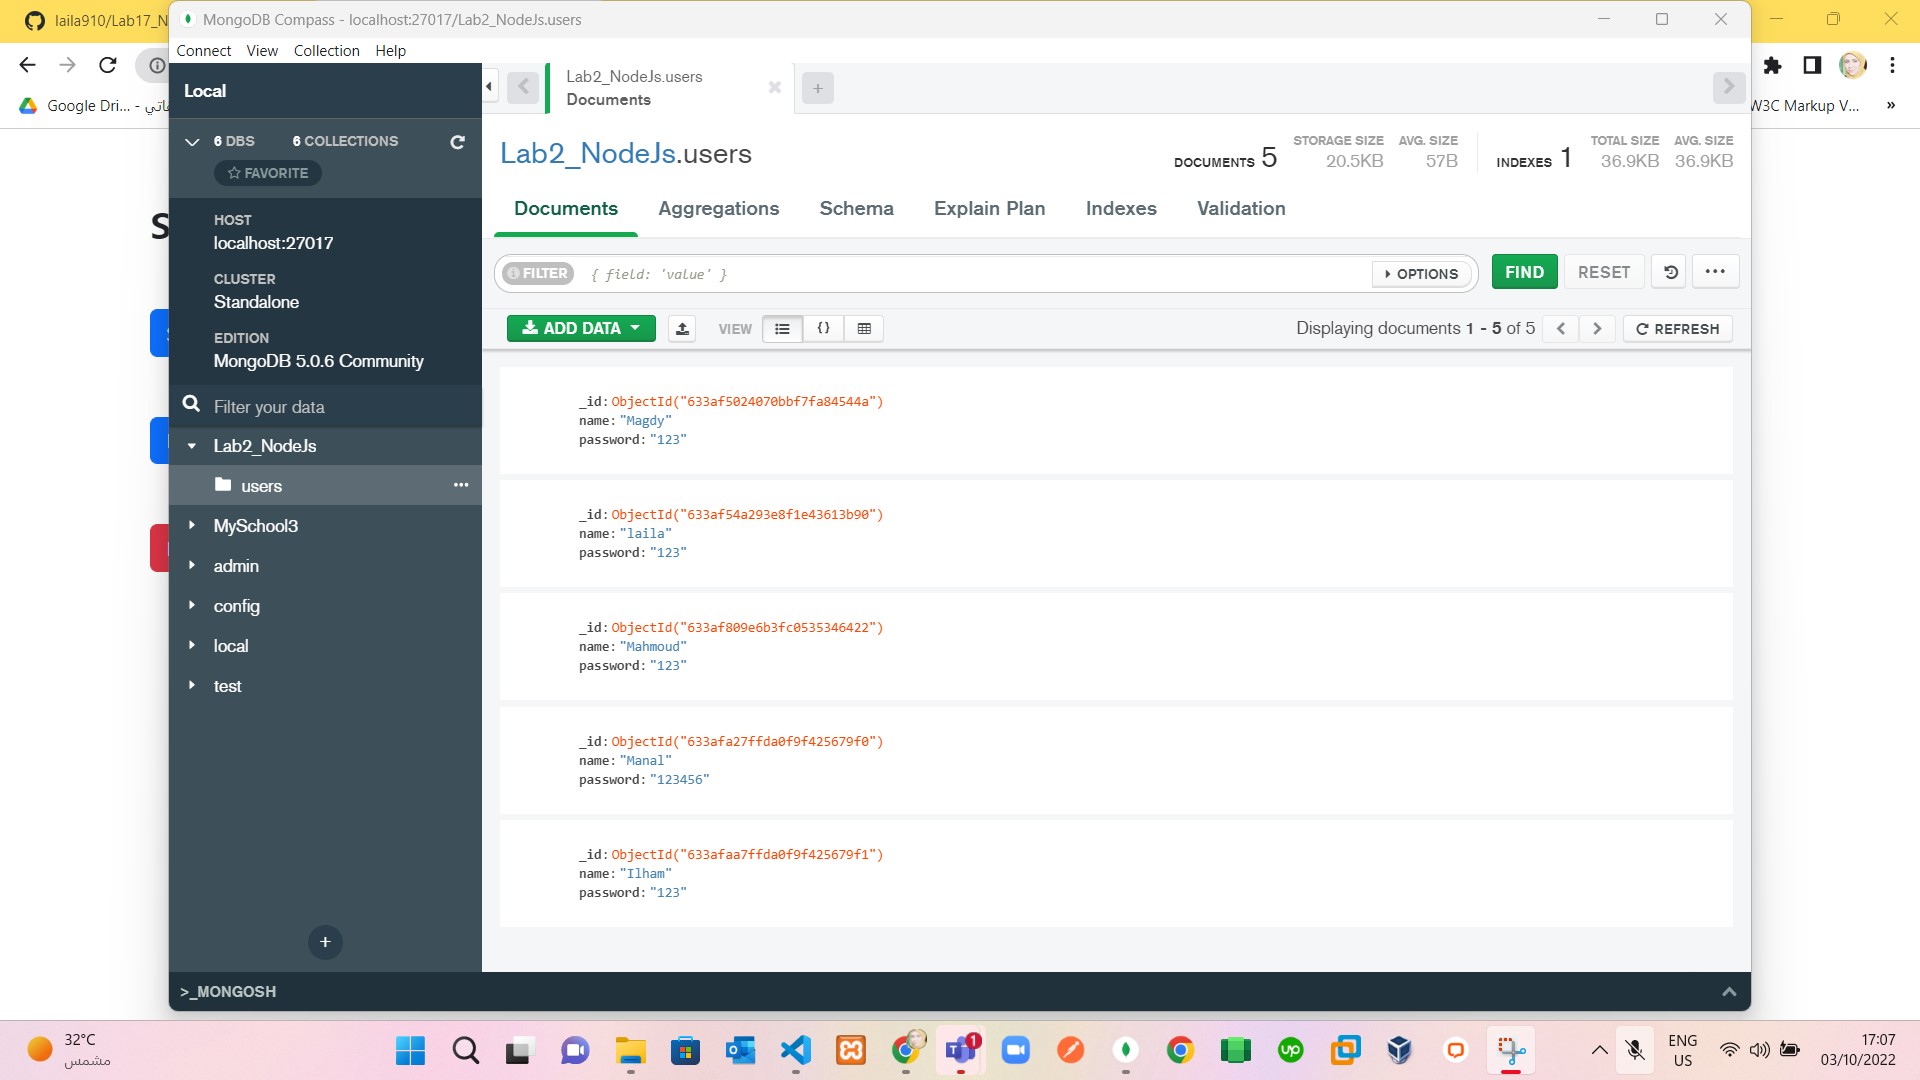 laila910/Lab17_N
MongoDB Compass - localhost:27017/Lab2_NodeJs.users
Connect View Collection Help
Google Dri... -
W3C Markup V... »
Local
6 DBS 6 COLLECTIONS
FAVORITE
HOST
localhost:27017
CLUSTER
Standalone
EDITION
MongoDB 5.0.6 Community
Filter your data
Lab2_NodeJs
users
MySchool3
admin
config
local
test
+
Lab2_NodeJs.users
Documents
+
Lab2_NodeJs.users
DOCUMENTS 5
STORAGE SIZE AVG. SIZE
20.5KB 57B
INDEXES 1
TOTAL SIZE AVG. SIZE
36.9KB 36.9KB
Documents Aggregations Schema Explain Plan Indexes Validation
FILTER { field: 'value' } OPTIONS FIND RESET
ADD DATA VIEW {} Displaying documents 1 - 5 of 5 REFRESH
_id: ObjectId("633af5024070bbf7fa84544a")
name: "Magdy"
password: "123"
_id: ObjectId("633af54a293e8f1e43613b90")
name: "laila"
password: "123"
_id: ObjectId("633af809e6b3fc0535346422")
name: "Mahmoud"
password: "123"
_id: ObjectId("633afa27ffda0f9f425679f0")
name: "Manal"
password: "123456"
_id: ObjectId("633afaa7ffda0f9f425679f1")
name: "Ilham"
password: "123"
>_MONGOSH
32°C
مشمس
1
up
ENG
US
17:07
03/10/2022